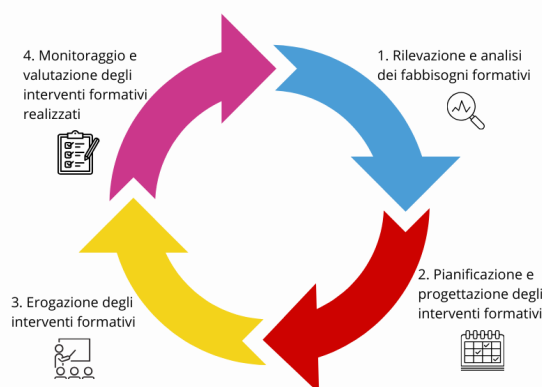 1. Rilevazione e analisi
dei fabbisogni formativi
2. Pianificazione e
progettazione degli
interventi formativi
3. Erogazione degli
interventi formativi
4. Monitoraggio e
valutazione degli
interventi formativi
realizzati